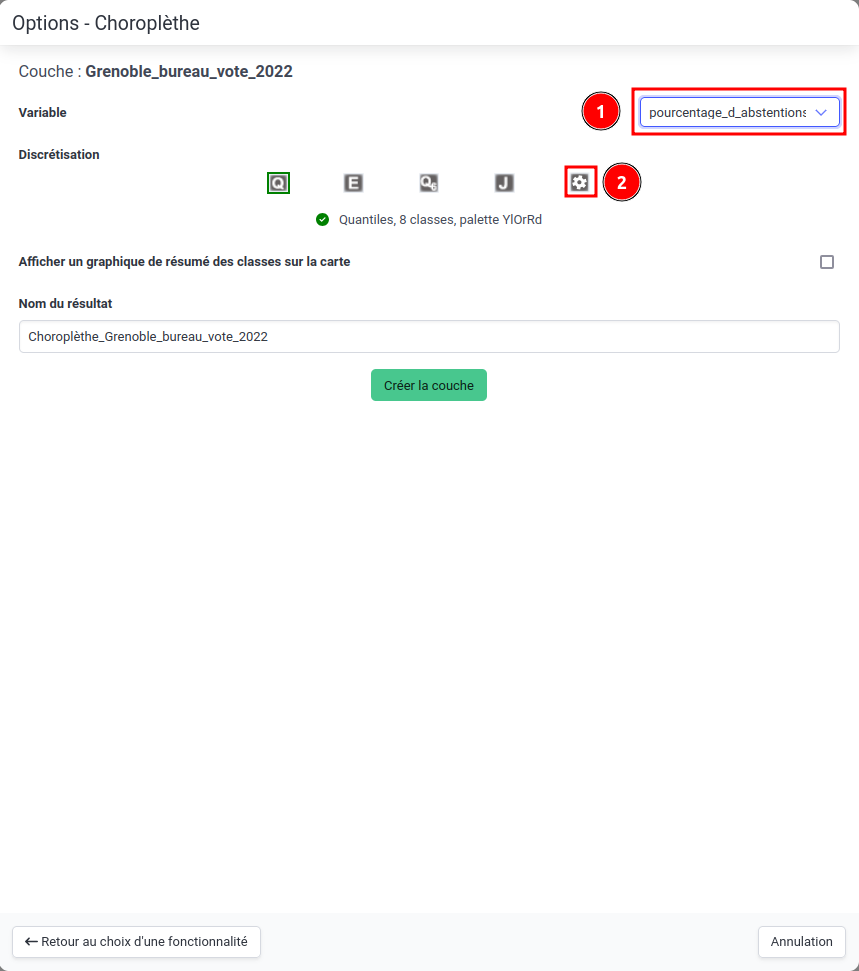 Options - Choroplèthe
Couche : Grenoble_bureau_vote_2022
Variable
1
pourcentage_d_abstentions
Discrétisation
Q E Q6 J 2
Quantiles, 8 classes, palette YlOrRd
Afficher un graphique de résumé des classes sur la carte
Nom du résultat
Choroplèthe_Grenoble_bureau_vote_2022
Créer la couche
← Retour au choix d'une fonctionnalité
Annulation